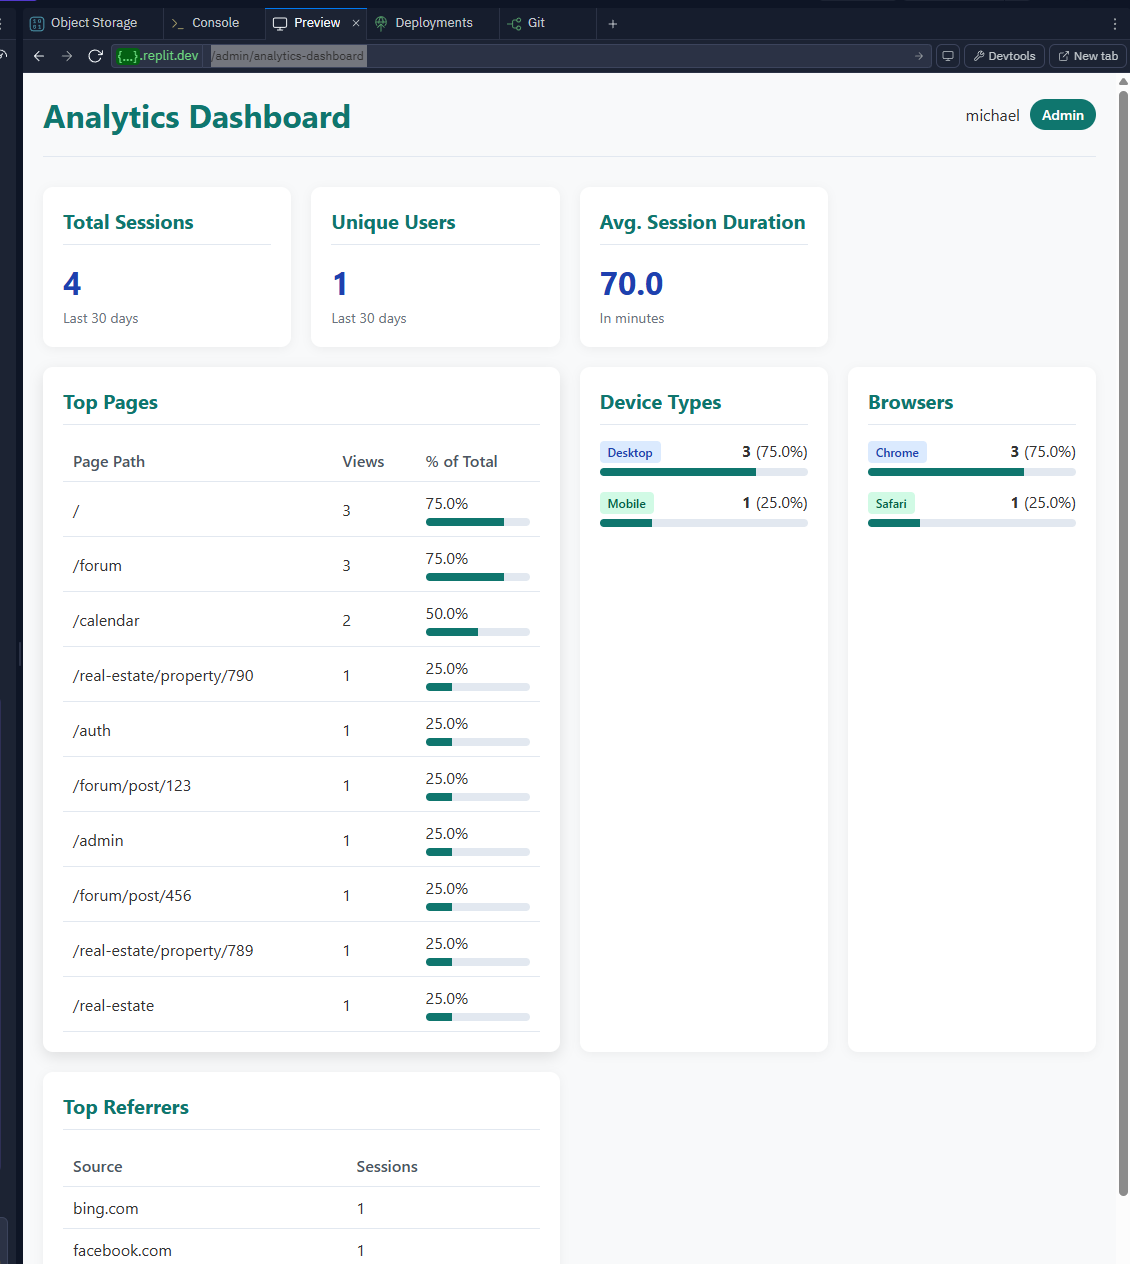 Object Storage
Console
Preview
Deployments
Git
{...}.replit.dev
/admin/analytics-dashboard
Devtools
New tab
Analytics Dashboard
michael
Admin
Total Sessions
4
Last 30 days
Unique Users
1
Last 30 days
Avg. Session Duration
70.0
In minutes
Top Pages
Page Path Views % of Total
/ 3 75.0%
/forum 3 75.0%
/calendar 2 50.0%
/real-estate/property/790 1 25.0%
/auth 1 25.0%
/forum/post/123 1 25.0%
/admin 1 25.0%
/forum/post/456 1 25.0%
/real-estate/property/789 1 25.0%
/real-estate 1 25.0%
Device Types
Desktop 3 (75.0%)
Mobile 1 (25.0%)
Browsers
Chrome 3 (75.0%)
Safari 1 (25.0%)
Top Referrers
Source Sessions
bing.com 1
facebook.com 1